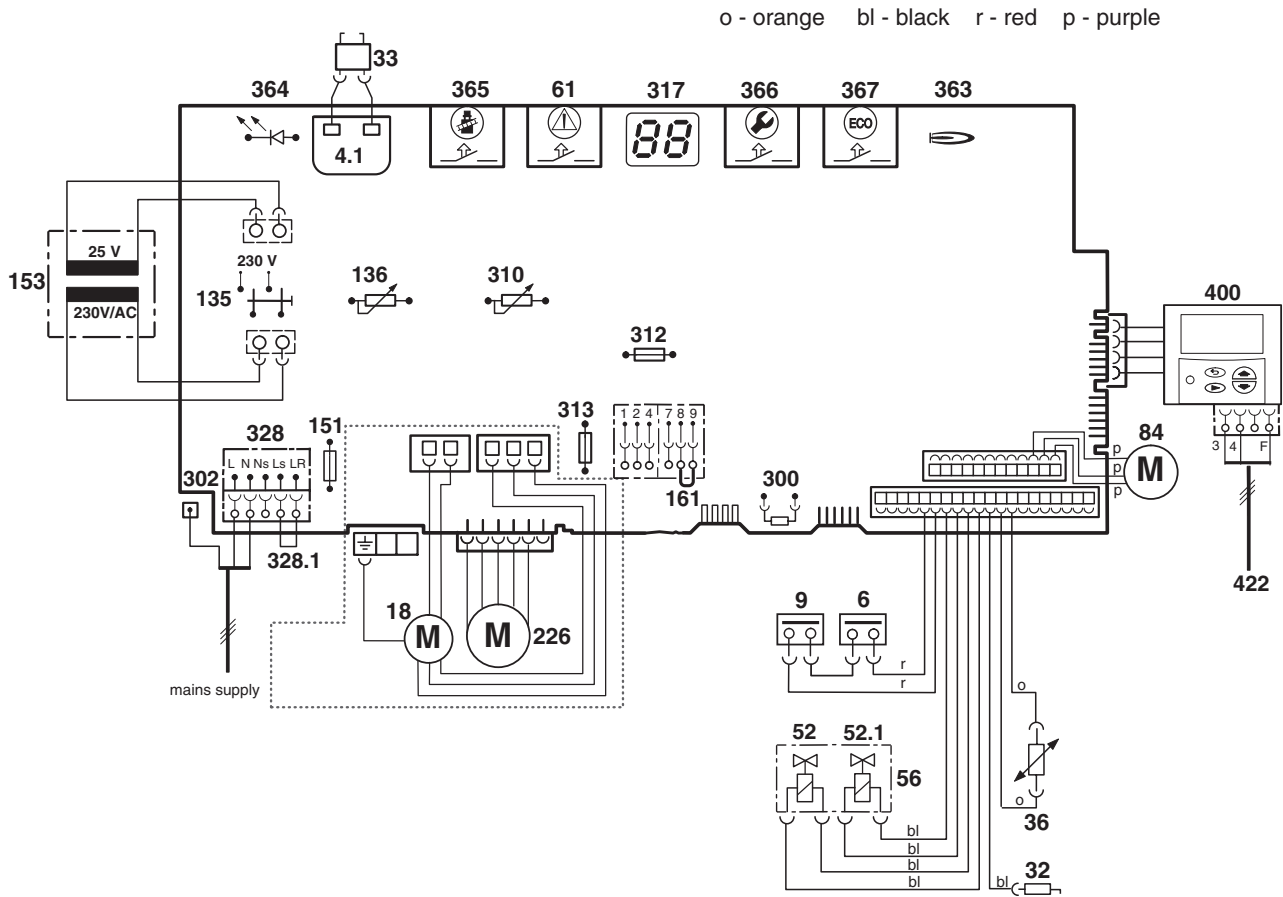 o - orange bl - black r - red p - purple
33
364 365 61 317 366 367 363
ECO
88
4.1
25 V
153
230 V
135
230V/AC
136 310
400
312
313
1 2 4 7 8 9
151
328
L N Ns Ls LR
302
161
300
84
M
p
p
p
3 4 F
328.1
422
18
M
M
226
9 6
r
r
mains supply
o
52 52.1
56
o
36
bl
bl
bl
bl
bl
32